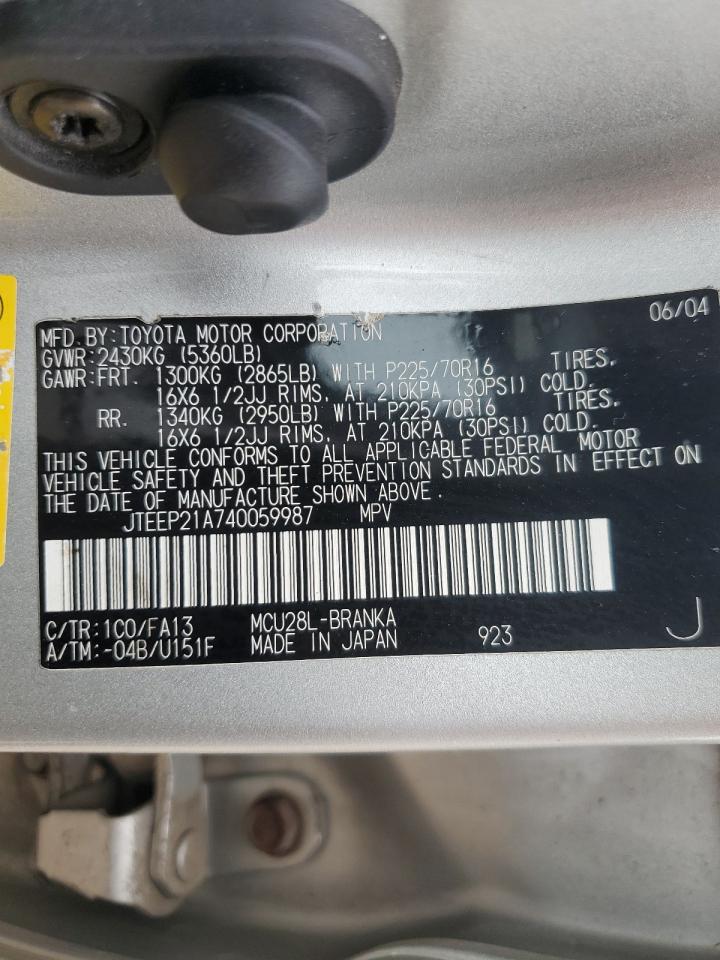 06/04
MFD.BY:TOYOTA MOTOR CORPORATION
GVWR:2430KG (5360LB)
GAWR:FRT. 1300KG (2865LB) WITH P225/70R16 TIRES.
16X6 1/2JJ RIMS, AT 210KPA (30PSI) COLD.
RR. 1340KG (2950LB) WITH P225/70R16 TIRES.
16X6 1/2JJ RIMS, AT 210KPA (30PSI) COLD.
THIS VEHICLE CONFORMS TO ALL APPLICABLE FEDERAL MOTOR
VEHICLE SAFETY AND THEFT PREVENTION STANDARDS IN EFFECT ON
THE DATE OF MANUFACTURE SHOWN ABOVE.
JTEEP21A740059987 MPV
C/TR:1C0/FA13 MCU28L-BRANKA
A/TM:-04B/U151F MADE IN JAPAN 923 J